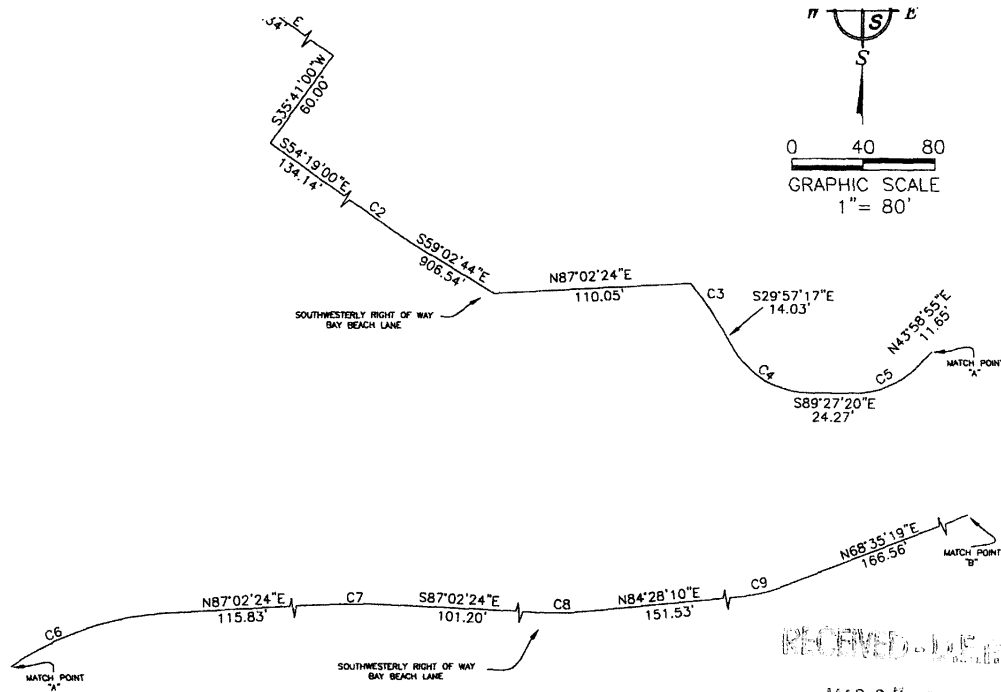 E
.34'
W S E
S
S35°41'00"W
60.00'
0 40 80
GRAPHIC SCALE
1"= 80'
S54°19'00"E
134.14'
C2
S59°02'44"E
906.54'
N87°02'24"E
110.05'
C3
S29°57'17"E
14.03'
SOUTHWESTERLY RIGHT OF WAY
BAY BEACH LANE
N43°58'55"E
11.65'
MATCH POINT
"A"
C4
C5
S89°27'20"E
24.27'
N68°35'19"E
166.56'
MATCH POINT
"B"
C6
N87°02'24"E
115.83'
C7
S87°02'24"E
101.20'
C8
N84°28'10"E
151.53'
C9
MATCH POINT
"A"
SOUTHWESTERLY RIGHT OF WAY
BAY BEACH LANE
RECEIVED - D.E.P.